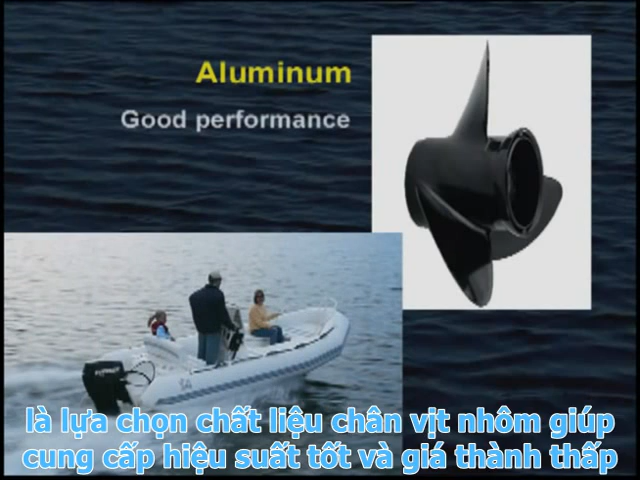 Aluminum
Good performance
là lựa chọn chất liệu chân vịt nhôm giúp
cung cấp hiệu suất tốt và giá thành thấp